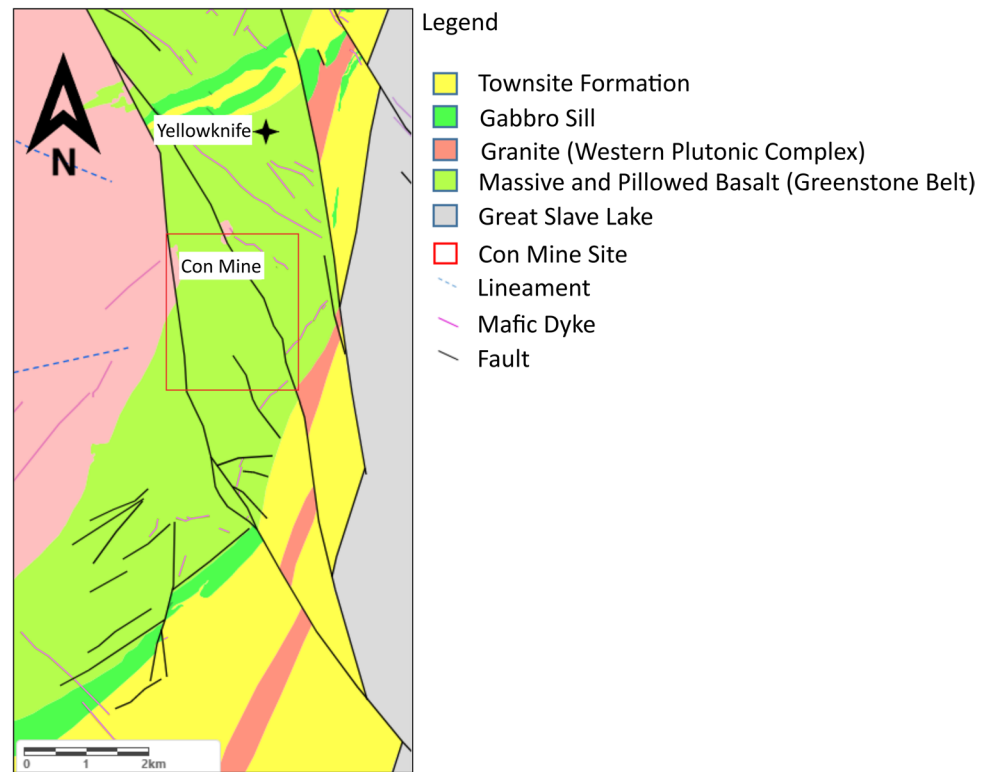 Legend
Townsite Formation
Gabbro Sill
Yellowknife
Granite (Western Plutonic Complex)
N
Massive and Pillowed Basalt (Greenstone Belt)
Great Slave Lake
Con Mine
Con Mine Site
Lineament
Mafic Dyke
Fault
0 1 2km